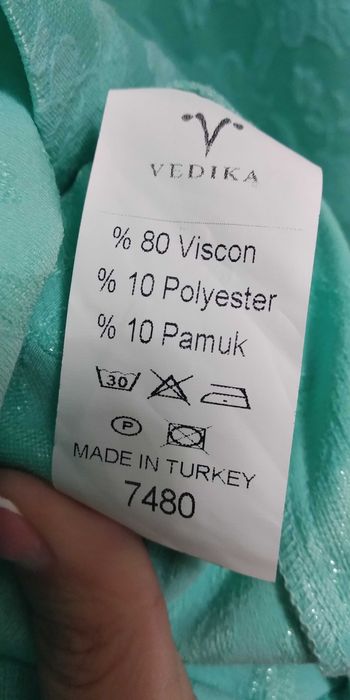 VEDIKA
% 80 Viscon
% 10 Polyester
% 10 Pamuk
30
P
MADE IN TURKEY
7480